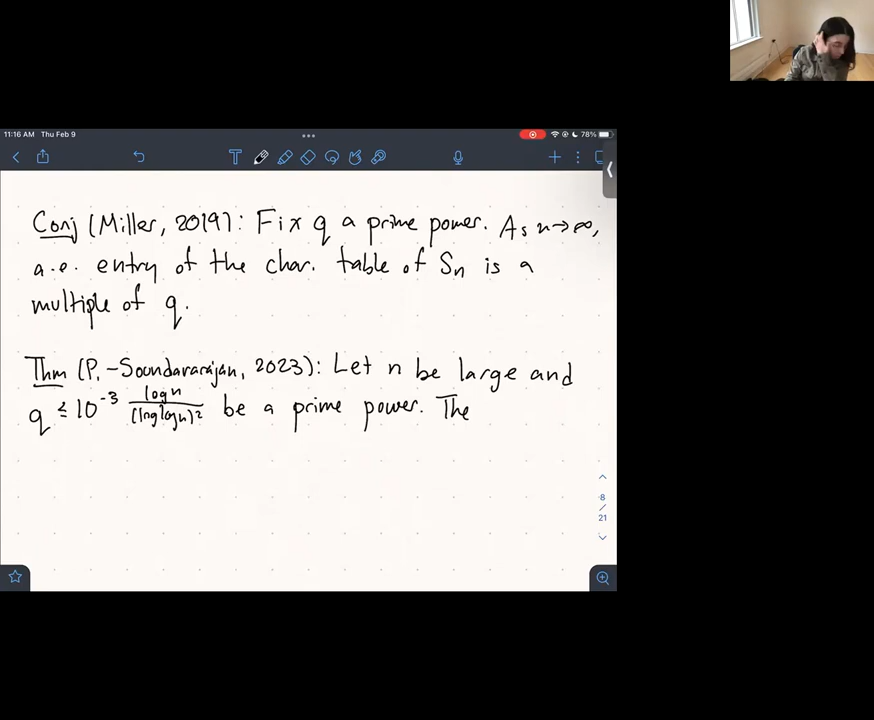 11:16 AM Thu Feb 9
78%
Conj (Miller, 2019): Fix q a prime power. As n→∞,
a.e. entry of the char. table of Sn is a
multiple of q.
Thm (P.-Soundararajan, 2023): Let n be large and
q ≤ 10^-3 log n / (log log n)^2 be a prime power. The
8
/
21